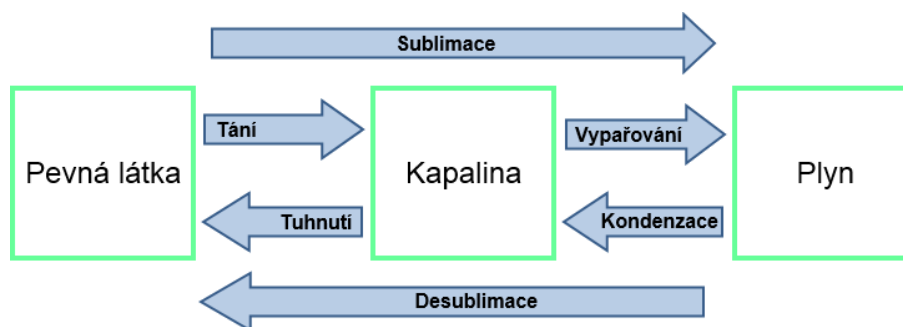 Sublimace
Tání
Vypařování
Pevná látka
Kapalina
Plyn
Tuhnutí
Kondenzace
Desublimace